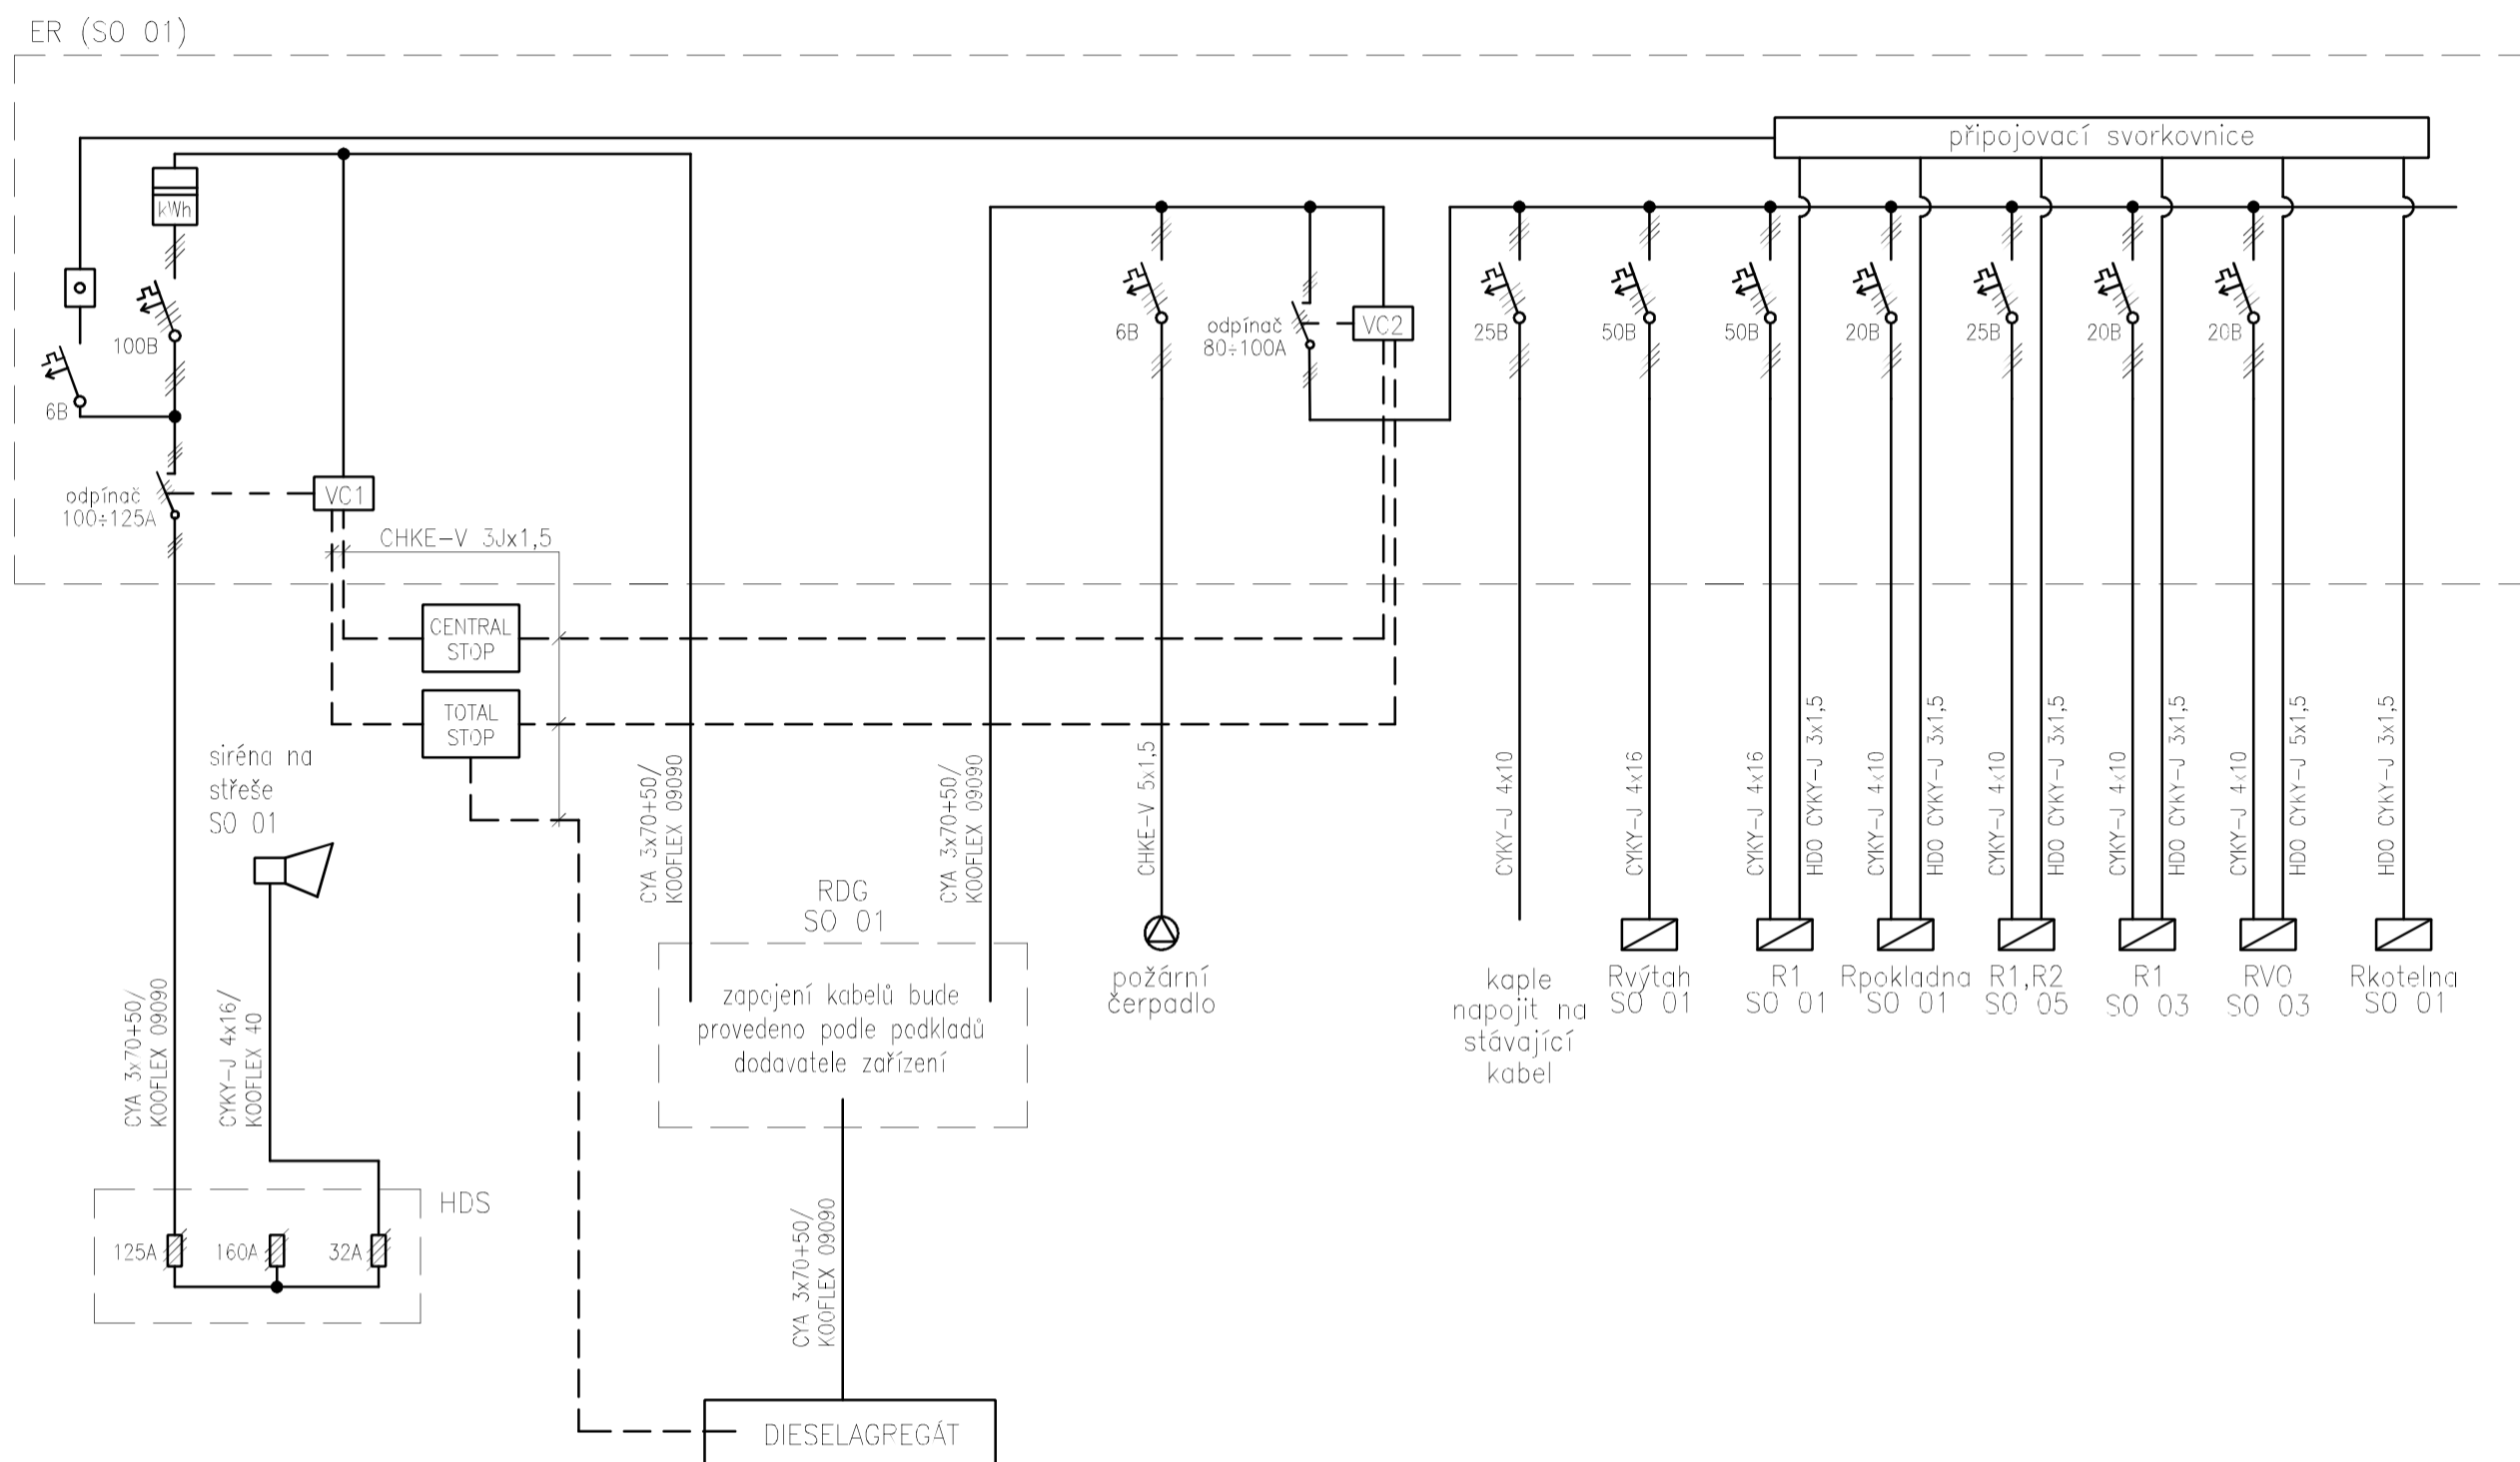 ER (SO 01)
připojovací svorkovnice
kWh
100B
6B
odpínač
100÷125A
VC1
CHKE-V 3Jx1,5
6B
odpínač
80÷100A
VC2
25B
50B
50B
20B
25B
20B
20B
CENTRAL
STOP
TOTAL
STOP
siréna na
střeše
SO 01
CYA 3x70+50/
KOOFLEX 09090
CYKY-J 4x16/
KOOFLEX 40
CYA 3x70+50/
KOOFLEX 09090
CYA 3x70+50/
KOOFLEX 09090
CHKE-V 5x1,5
CYKY-J 4x10
CYKY-J 4x16
CYKY-J 4x16
HDO CYKY-J 3x1,5
CYKY-J 4x10
HDO CYKY-J 3x1,5
CYKY-J 4x10
HDO CYKY-J 3x1,5
CYKY-J 4x10
HDO CYKY-J 3x1,5
CYKY-J 4x10
HDO CYKY-J 5x1,5
HDO CYKY-J 3x1,5
RDG
SO 01
zapojení kabelů bude
provedeno podle podkladů
dodavatele zařízení
požární
čerpadlo
kaple
napojit na
stávající
kabel
Rvýtah
SO 01
R1
SO 01
Rpokladna
SO 01
R1,R2
SO 05
R1
SO 03
RVO
SO 03
Rkotelna
SO 01
HDS
125A
160A
32A
CYA 3x70+50/
KOOFLEX 09090
DIESELAGREGÁT